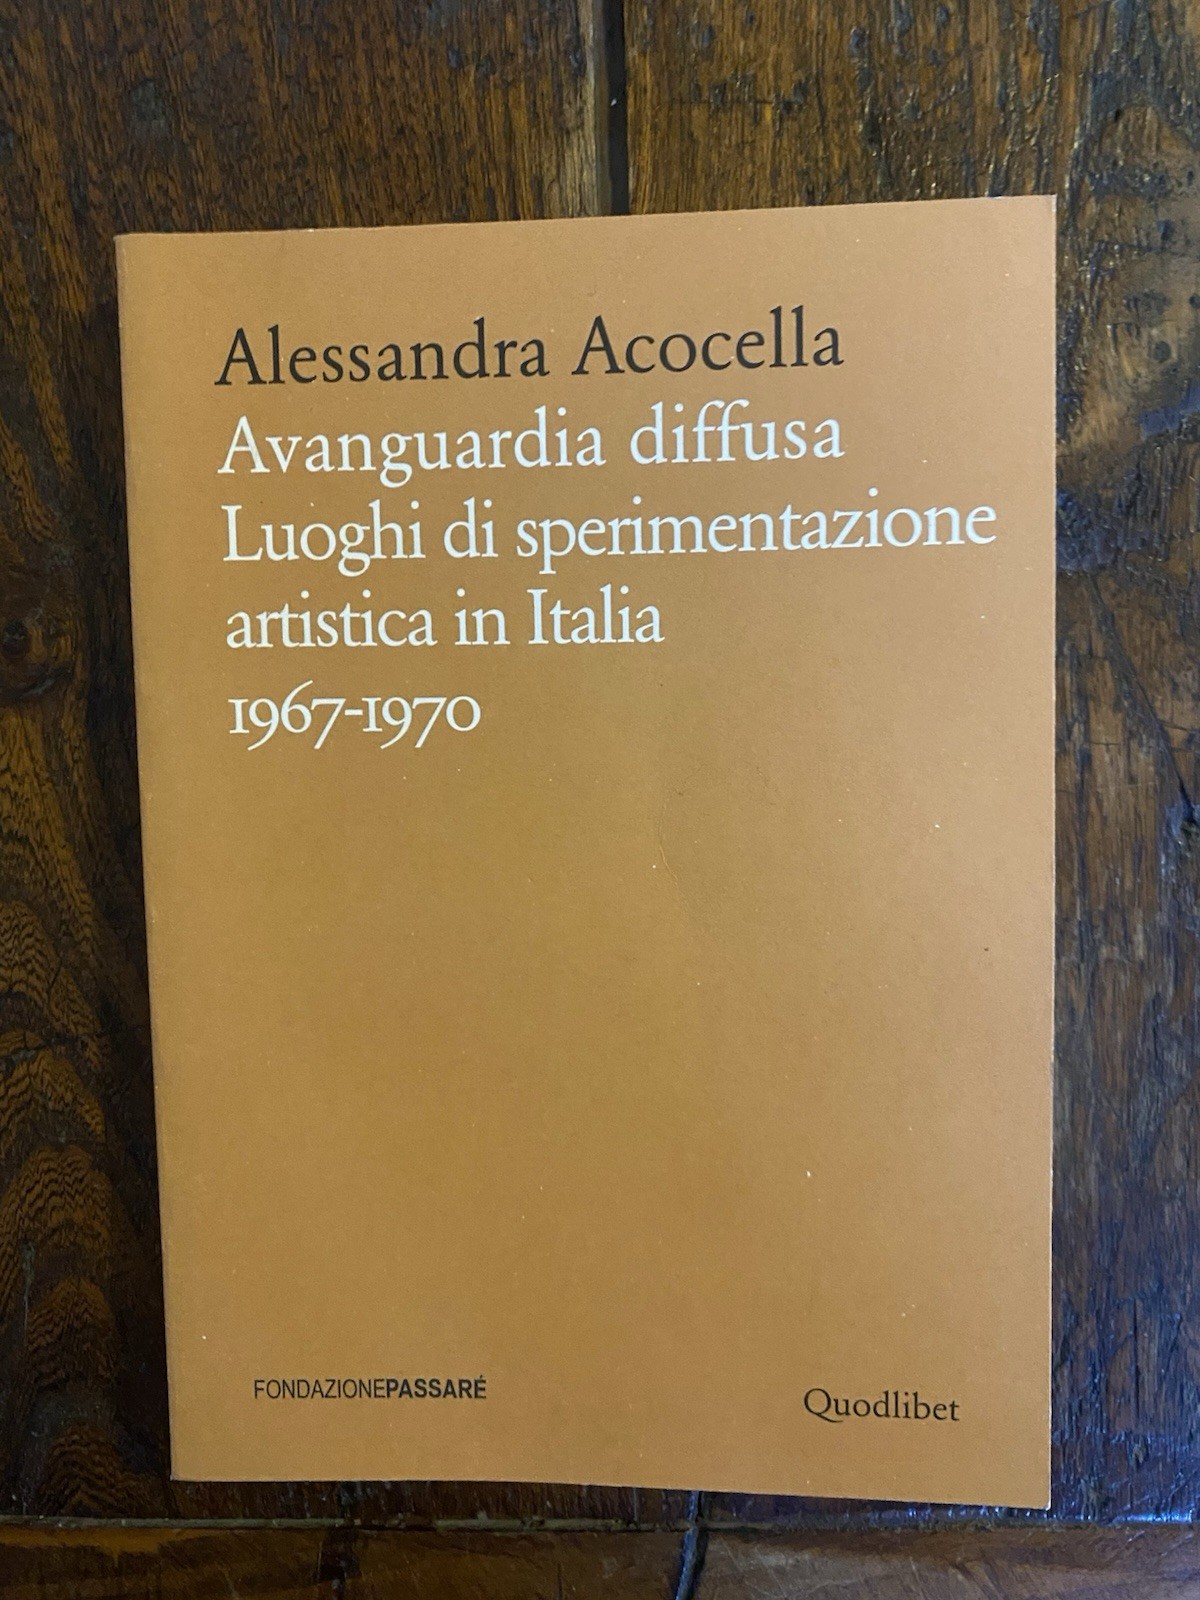 Alessandra Acocella
Avanguardia diffusa
Luoghi di sperimentazione
artistica in Italia
1967-1970
FONDAZIONEPASSARÉ
Quodlibet